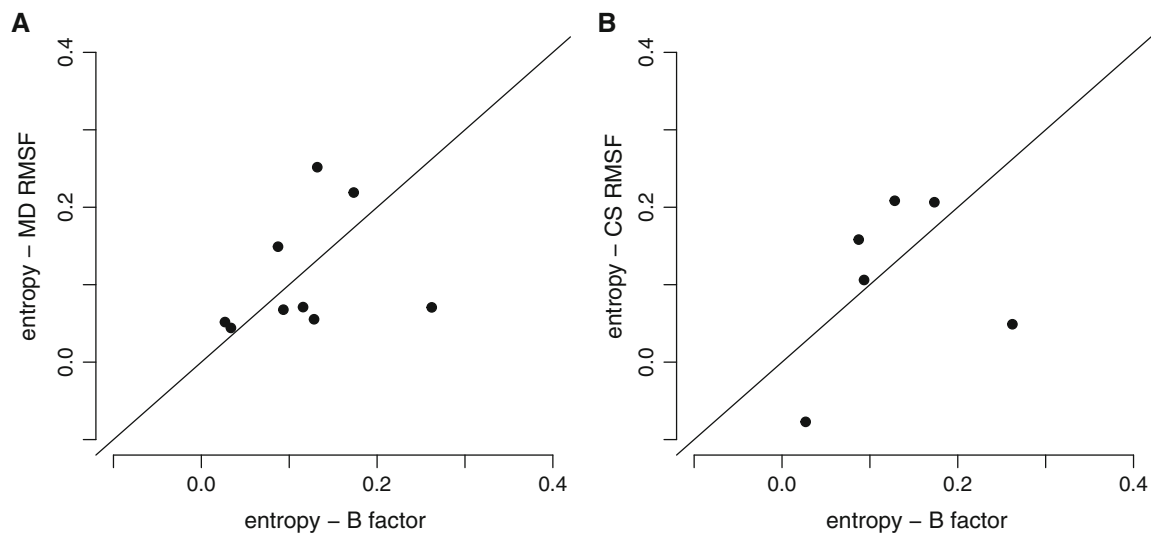 A
entropy – MD RMSF
0.4
0.2
0.0
0.0 0.2 0.4
entropy – B factor
B
entropy – CS RMSF
0.4
0.2
0.0
0.0 0.2 0.4
entropy – B factor